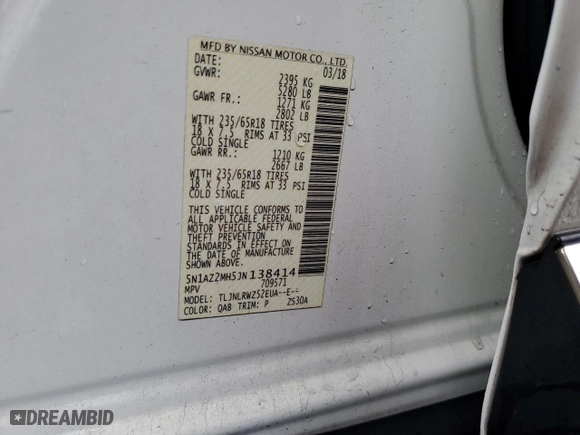 MFD BY NISSAN MOTOR CO., LTD.
DATE: 03/18
GVWR: 2395 KG
5280 LB
GAWR FR.: 1271 KG
2802 LB
WITH 235/65R18 TIRES
18 X 7.5 RIMS AT 33 PSI
COLD SINGLE
GAWR RR.: 1210 KG
2667 LB
WITH 235/65R18 TIRES
18 X 7.5 RIMS AT 33 PSI
COLD SINGLE
THIS VEHICLE CONFORMS TO
ALL APPLICABLE FEDERAL
MOTOR VEHICLE SAFETY AND
THEFT PREVENTION
STANDARDS IN EFFECT ON
THE DATE OF MANUFACTURE
SHOWN ABOVE.
5N1AZ2MH5JN138414
MPV 709571
MODEL: TLJNLRWZ52EUA--E--
COLOR: QAB TRIM: P ZS30A
DREAMBID